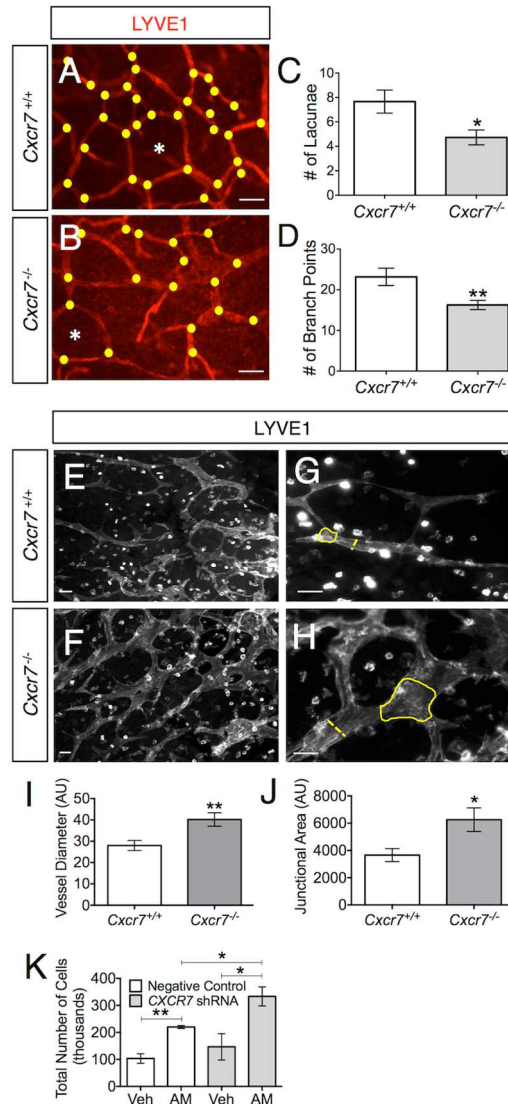 LYVE1
Cxcr7+/+
A
*
Cxcr7-/-
B
*
C
# of Lacunae
10
8
6
4
2
0
*
Cxcr7+/+ Cxcr7-/-
D
# of Branch Points
30
20
10
0
**
Cxcr7+/+ Cxcr7-/-
LYVE1
Cxcr7+/+
E
G
Cxcr7-/-
F
H
I
Vessel Diameter (AU)
50
40
30
20
10
0
**
Cxcr7+/+ Cxcr7-/-
J
Junctional Area (AU)
8000
6000
4000
2000
0
*
Cxcr7+/+ Cxcr7-/-
K
Total Number of Cells
(thousands)
400
300
200
100
0
Negative Control
CXCR7 shRNA
*
*
**
Veh AM Veh AM